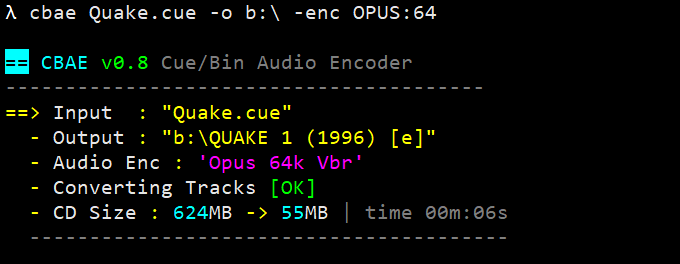 λ cbae Quake.cue -o b:\ -enc OPUS:64
== CBAE v0.8 Cue/Bin Audio Encoder
----------------------------------------
==> Input  : "Quake.cue"
  - Output : "b:\QUAKE 1 (1996) [e]"
  - Audio Enc : 'Opus 64k Vbr'
  - Converting Tracks [OK]
  - CD Size : 624MB -> 55MB | time 00m:06s
  ----------------------------------------